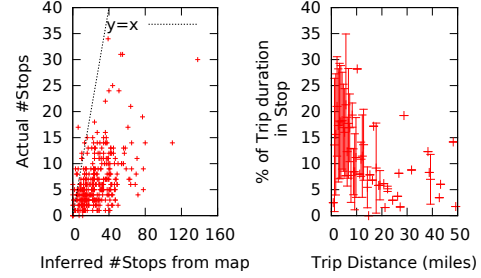 y=x
Actual #Stops
40
35
30
25
20
15
10
5
0
0 40 80 120 160
Inferred #Stops from map
% of Trip duration
in Stop
40
35
30
25
20
15
10
5
0
0 10 20 30 40 50
Trip Distance (miles)